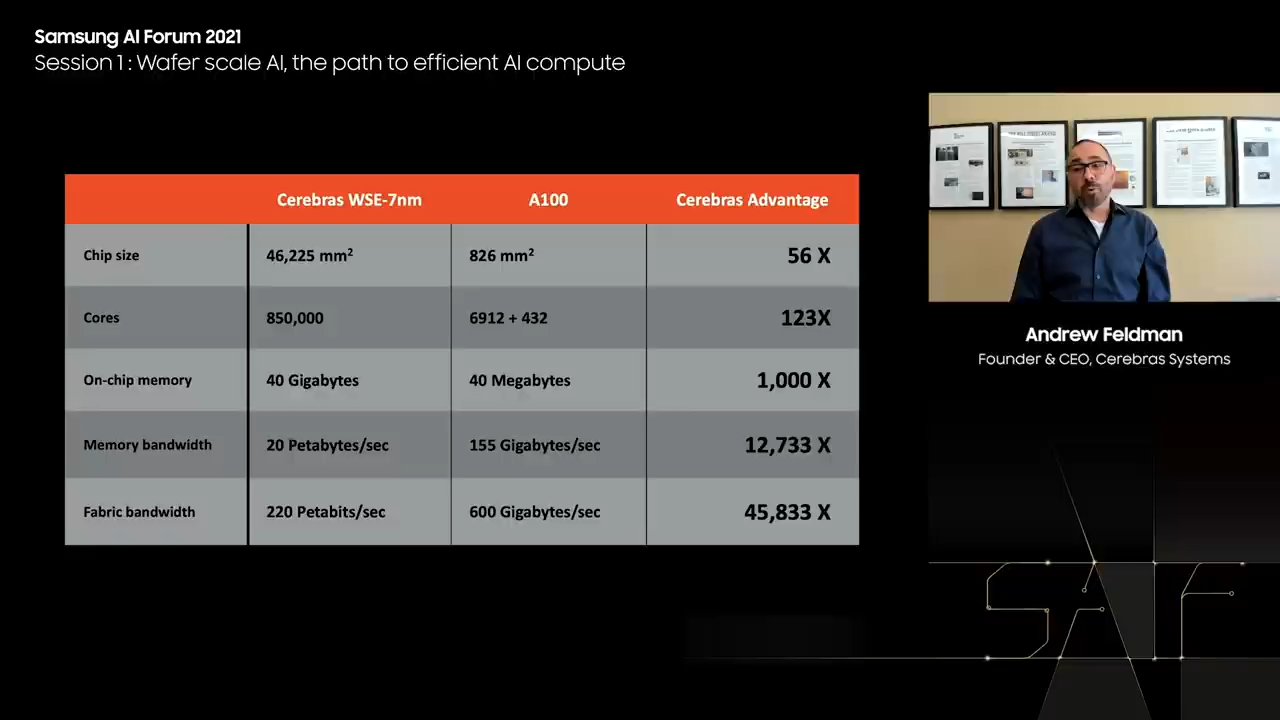 Samsung AI Forum 2021
Session 1 : Wafer scale AI, the path to efficient AI compute
Cerebras WSE-7nm A100 Cerebras Advantage
Chip size 46,225 mm² 826 mm² 56 X
Cores 850,000 6912 + 432 123X
On-chip memory 40 Gigabytes 40 Megabytes 1,000 X
Memory bandwidth 20 Petabytes/sec 155 Gigabytes/sec 12,733 X
Fabric bandwidth 220 Petabits/sec 600 Gigabytes/sec 45,833 X
Andrew Feldman
Founder & CEO, Cerebras Systems
SAIF